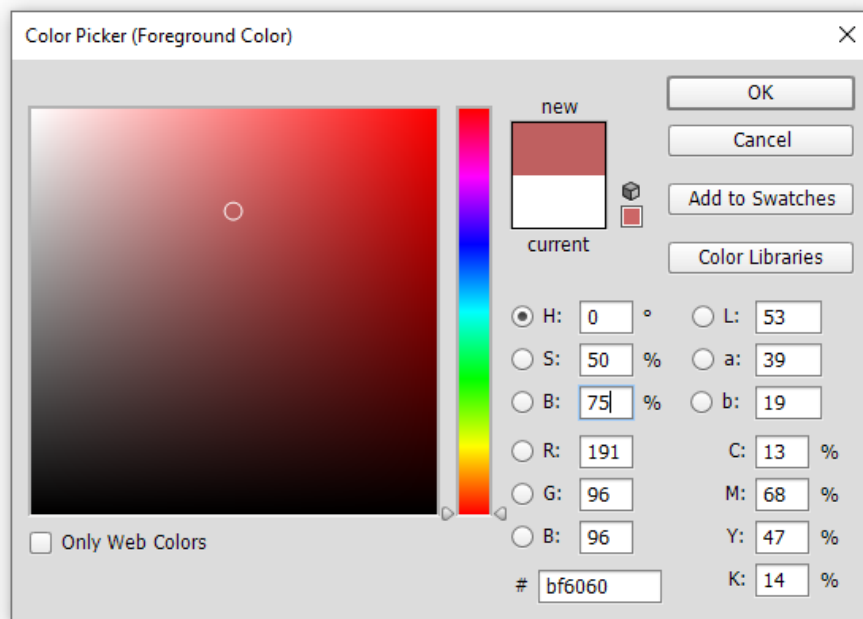 Color Picker (Foreground Color)
new
current
OK
Cancel
Add to Swatches
Color Libraries
H: 0 °
S: 50 %
B: 75 %
R: 191
G: 96
B: 96
# bf6060
L: 53
a: 39
b: 19
C: 13 %
M: 68 %
Y: 47 %
K: 14 %
Only Web Colors